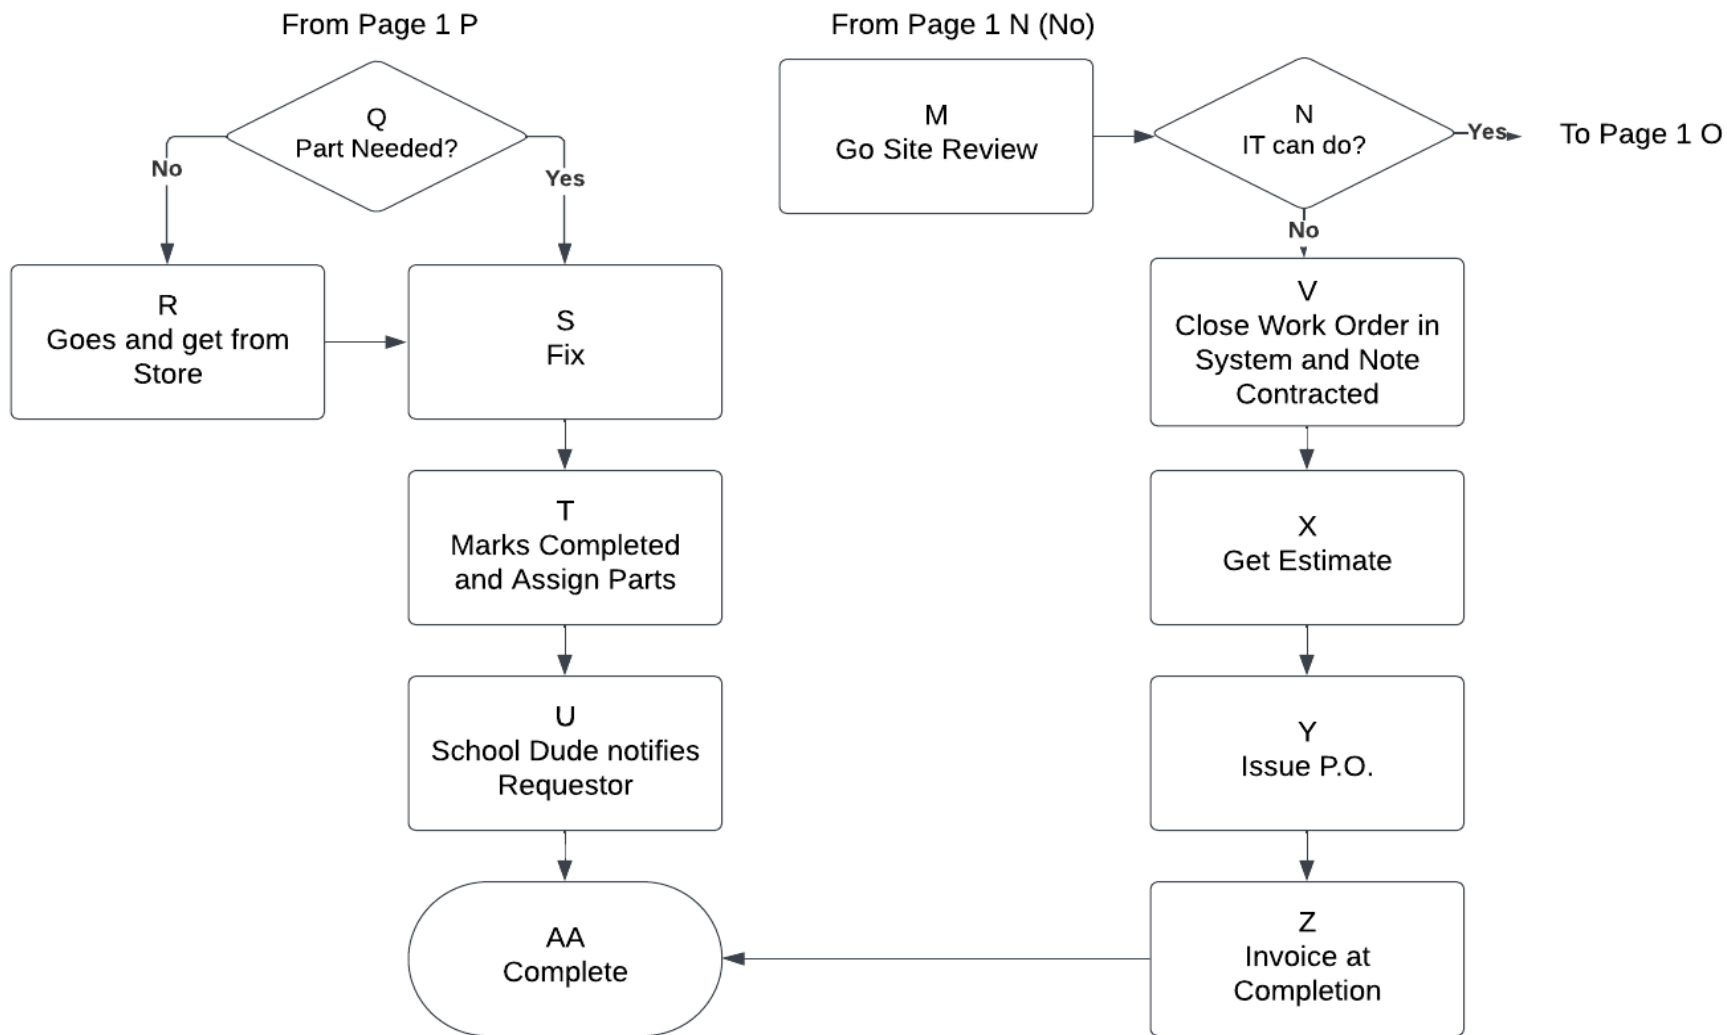 From Page 1 P
From Page 1 N (No)
Q
Part Needed?
No
Yes
M
Go Site Review
N
IT can do?
Yes
To Page 1 O
No
R
Goes and get from
Store
S
Fix
V
Close Work Order in
System and Note
Contracted
T
Marks Completed
and Assign Parts
X
Get Estimate
U
School Dude notifies
Requestor
Y
Issue P.O.
AA
Complete
Z
Invoice at
Completion